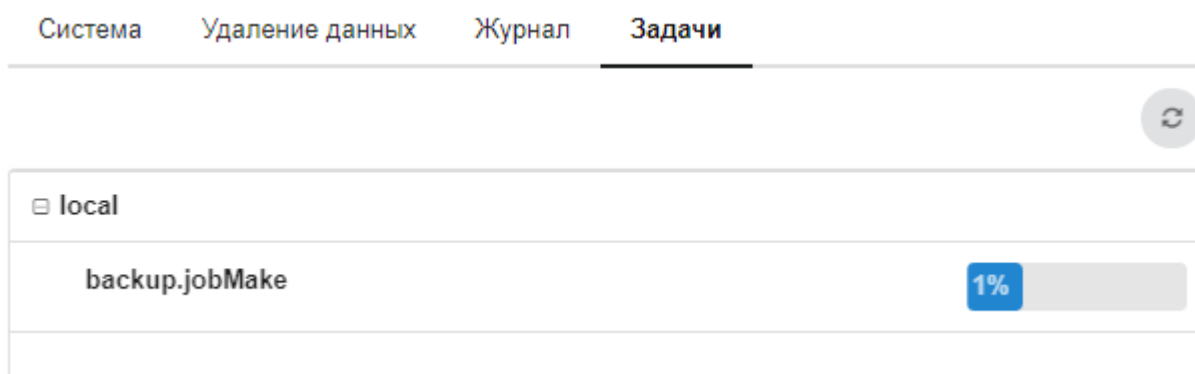 Система Удаление данных Журнал Задачи
local
backup.jobMake 1%